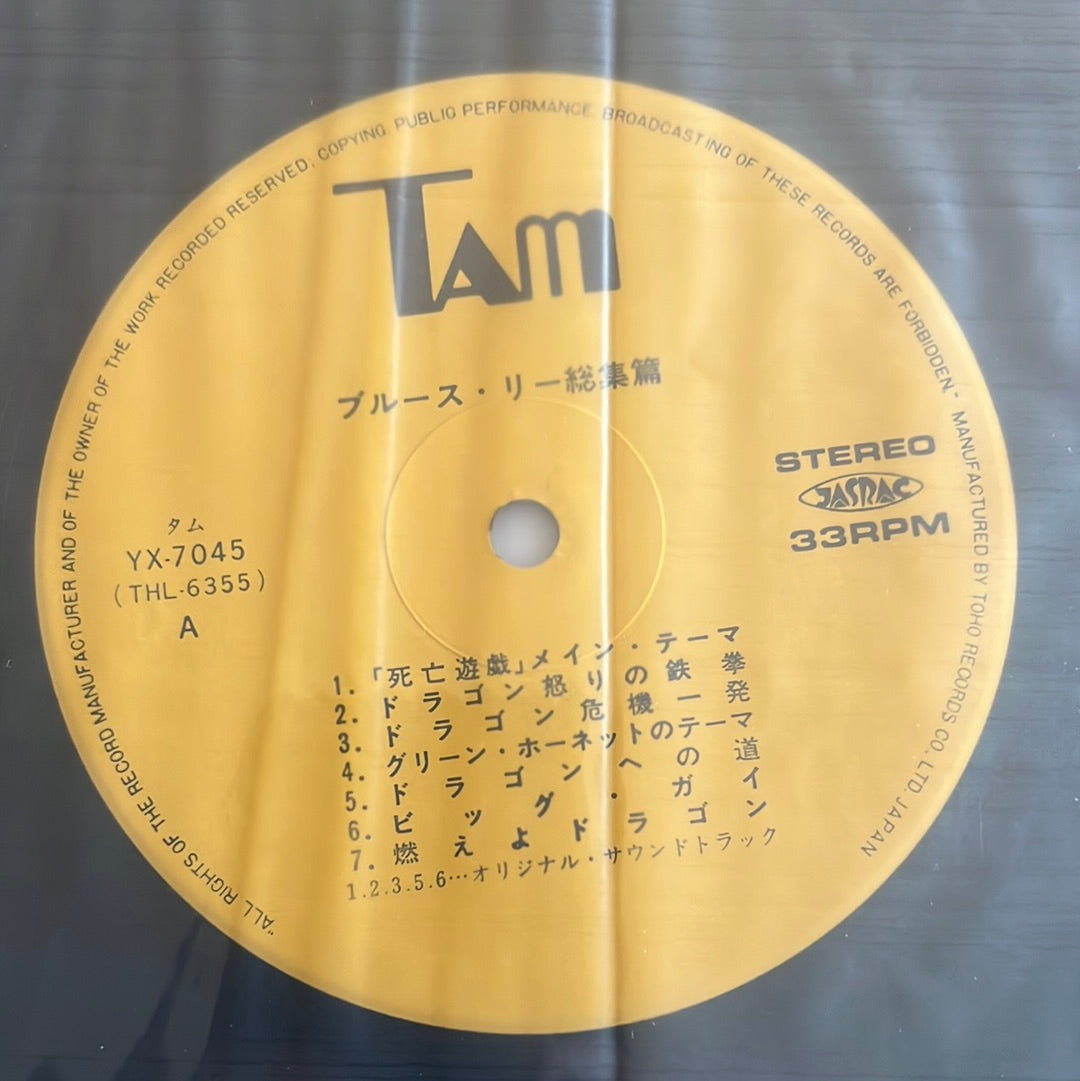 "ALL RIGHTS OF THE RECORD MANUFACTURER AND OF THE OWNER OF THE WORK RECORDED RESERVED; COPYING, PUBLIC PERFORMANCE, BROADCASTING OF THESE RECORDS ARE FORBIDDEN." MANUFACTURED BY TOHO RECORDS CO., LTD. JAPAN
TAM
ブルース・リー総集篇
STEREO
JASRAC
33RPM
タム
YX-7045
(THL-6355)
A
1. 「死亡遊戯」メイン・テーマ
2. ドラゴン怒りの鉄拳
3. ドラゴン危機一発
4. グリーン・ホーネットのテーマ
5. ドラゴンへの道
6. ビッグ・ガイ
7. 燃えよドラゴン
1.2.3.5.6…オリジナル・サウンドトラック